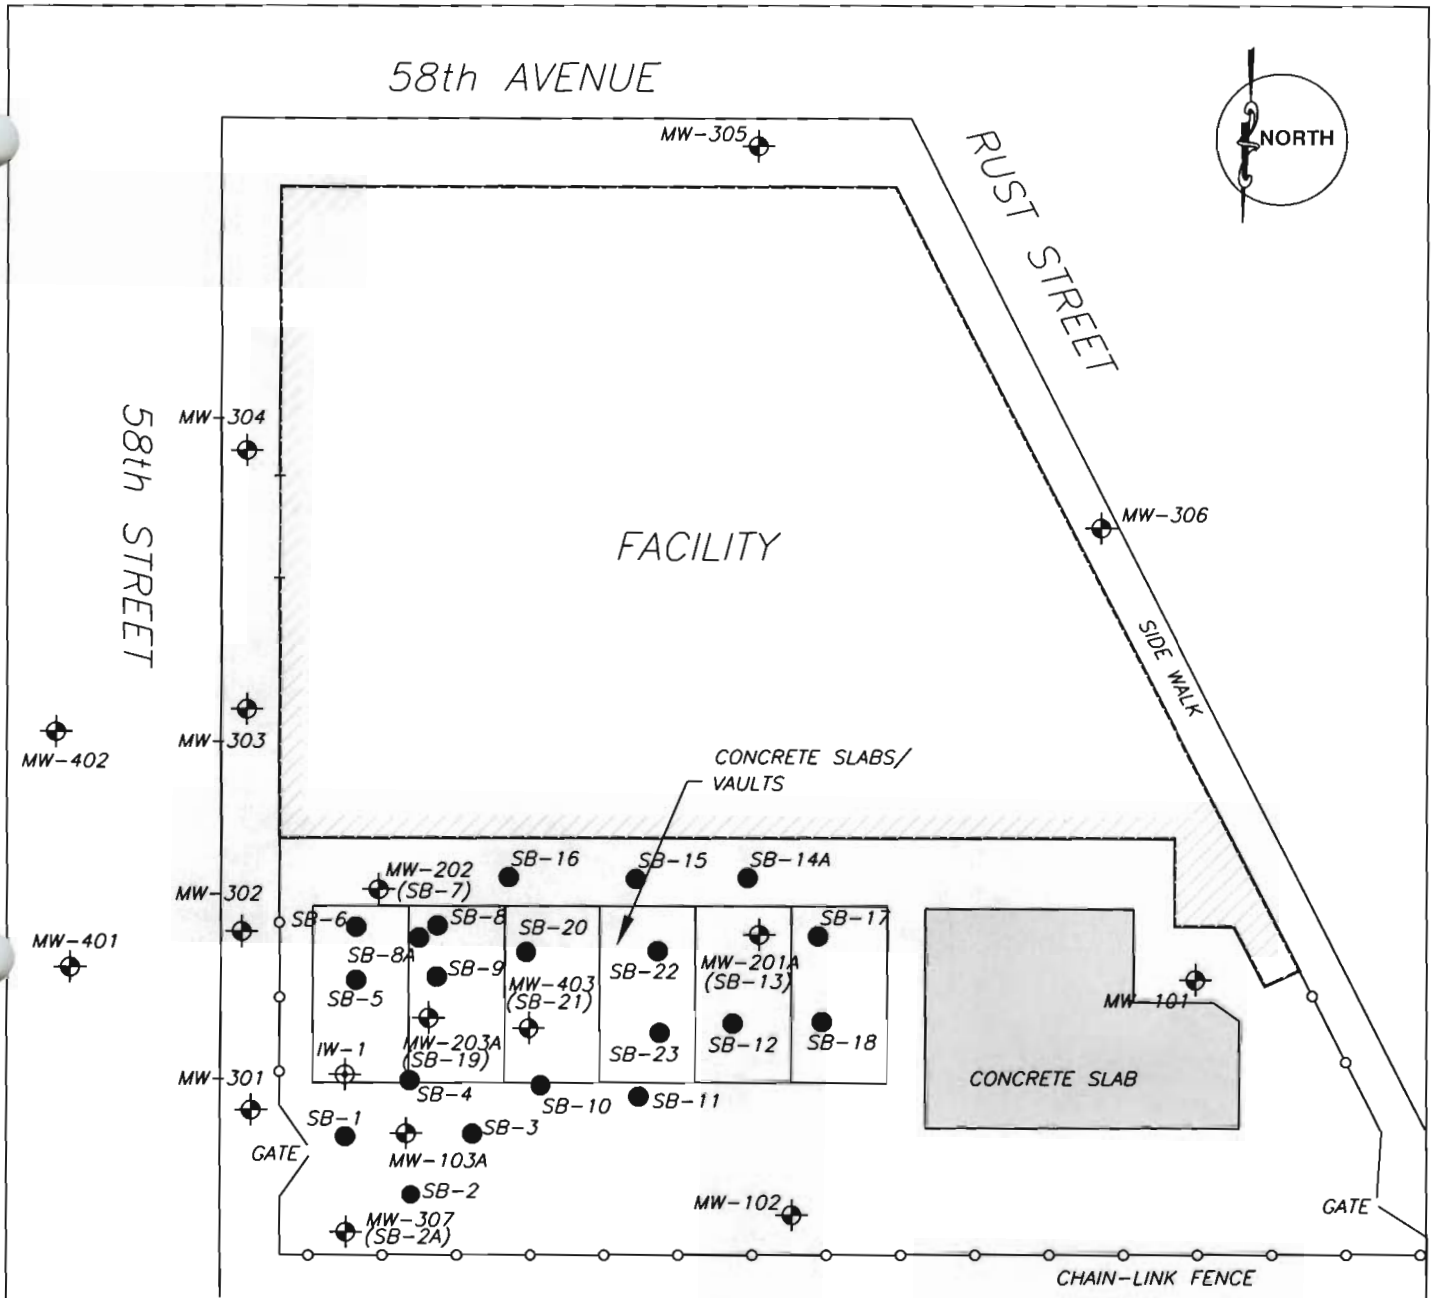 58th AVENUE
MW-305
RUST STREET
NORTH
MW-304
58th STREET
FACILITY
MW-306
SIDE WALK
MW-303
MW-402
CONCRETE SLABS/
VAULTS
SB-16
SB-15
SB-14A
MW-202
(SB-7)
MW-302
SB-6
SB-8
SB-17
SB-20
MW-401
SB-8A
SB-9
SB-22
MW-201A
(SB-13)
SB-5
MW-403
(SB-21)
MW-101
IW-1
MW-203A
(SB-19)
SB-23
SB-12
SB-18
MW-301
SB-4
SB-10
SB-11
CONCRETE SLAB
SB-1
SB-3
GATE
MW-103A
SB-2
MW-102
GATE
MW-307
(SB-2A)
CHAIN-LINK FENCE